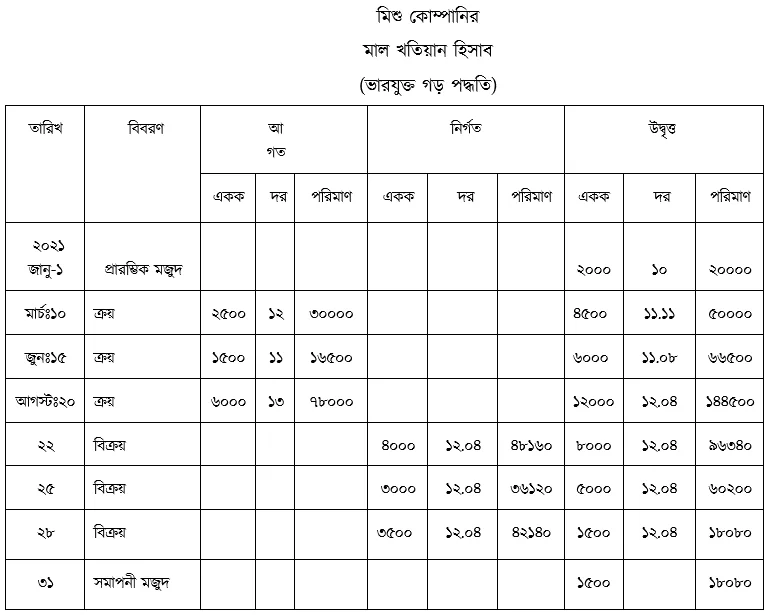 মিশু কোম্পানির
মাল খতিয়ান হিসাব
(ভারযুক্ত গড় পদ্ধতি)
তারিখ বিবরণ আ নির্গত উদ্বৃত্ত
গত
একক দর পরিমাণ একক দর পরিমাণ একক দর পরিমাণ
২০২১
জানু-১ প্রারম্ভিক মজুদ ২০০০ ১০ ২০০০০
মার্চঃ১০ ক্রয় ২৫০০ ১২ ৩০০০০ ৪৫০০ ১১.১১ ৫০০০০
জুনঃ১৫ ক্রয় ১৫০০ ১১ ১৬৫০০ ৬০০০ ১১.০৮ ৬৬৫০০
আগস্টঃ২০ ক্রয় ৬০০০ ১৩ ৭৮০০০ ১২০০০ ১২.০৪ ১৪৪৫০০
২২ বিক্রয় ৪০০০ ১২.০৪ ৪৮১৬০ ৮০০০ ১২.০৪ ৯৬৩৪০
২৫ বিক্রয় ৩০০০ ১২.০৪ ৩৬১২০ ৫০০০ ১২.০৪ ৬০২০০
২৮ বিক্রয় ৩৫০০ ১২.০৪ ৪২১৪০ ১৫০০ ১২.০৪ ১৮০৮০
৩১ সমাপনী মজুদ ১৫০০ ১৮০৮০